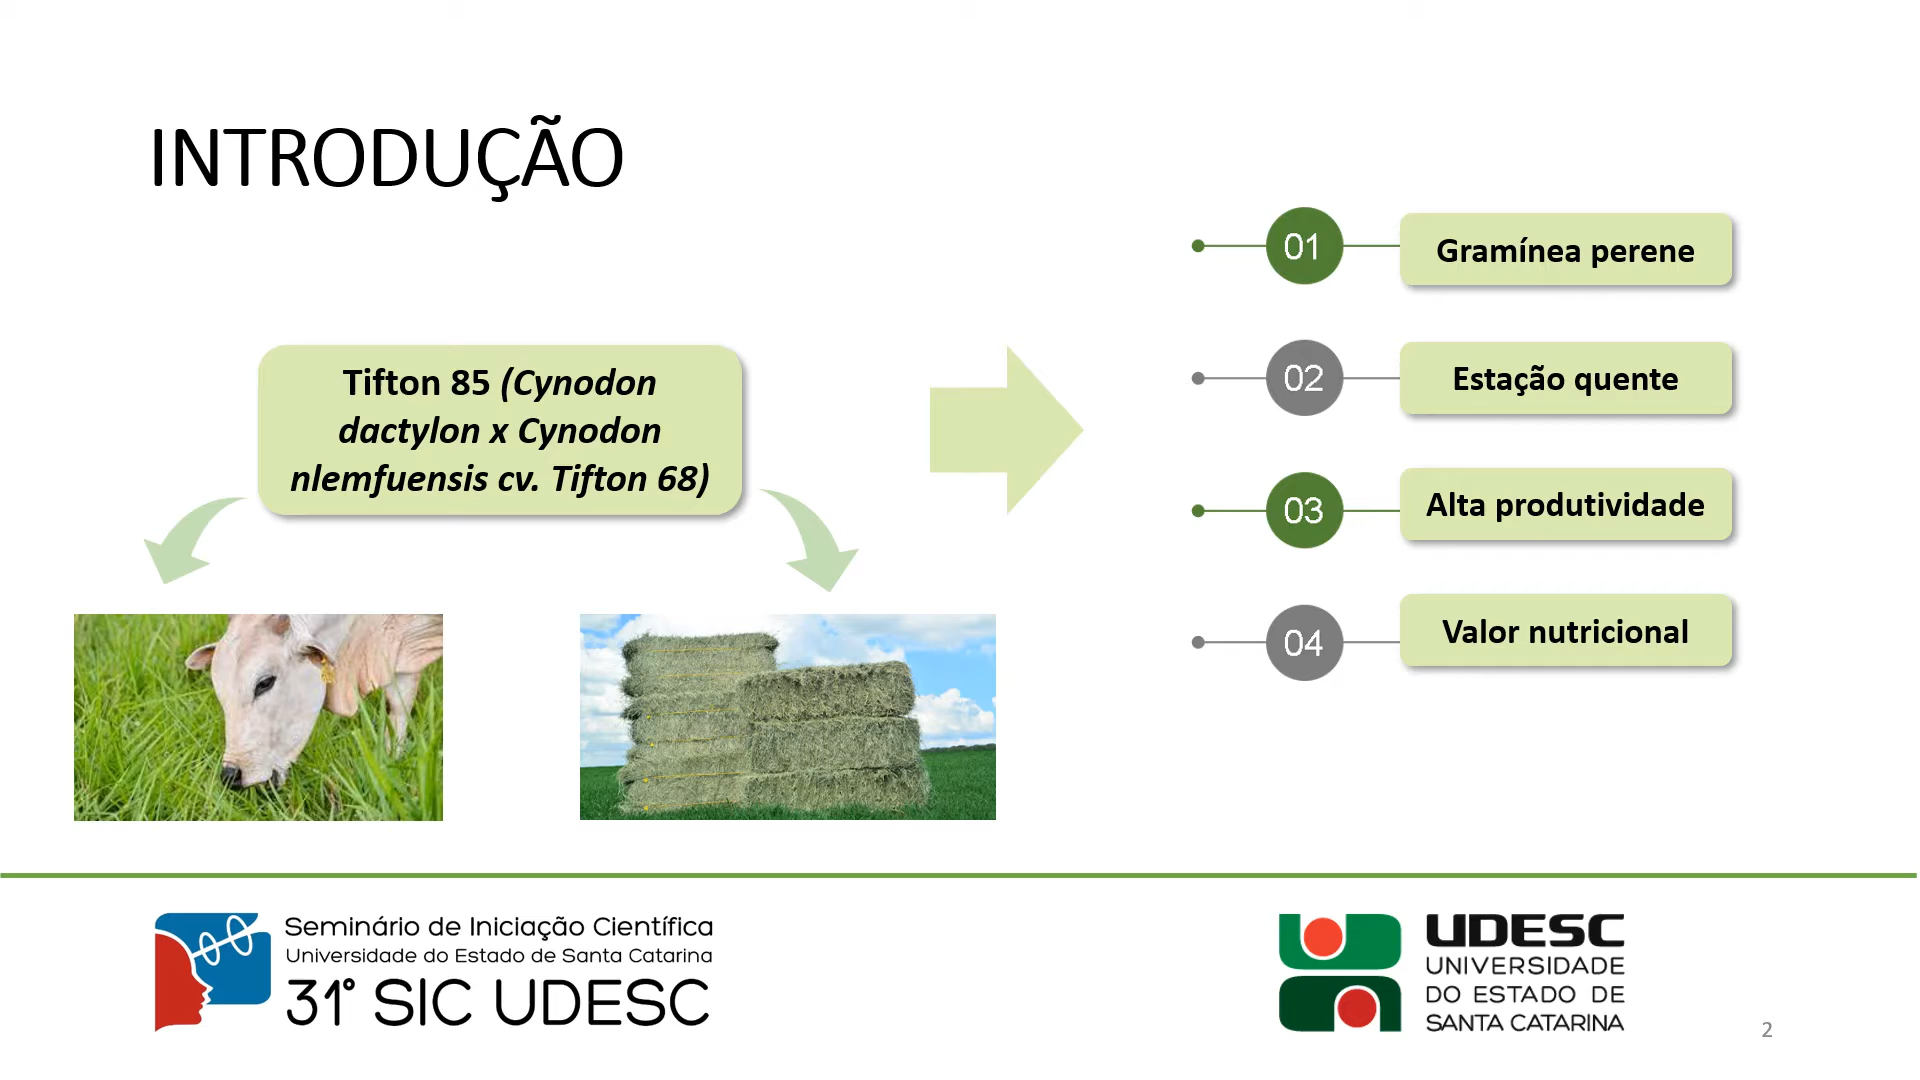 INTRODUÇÃO
Tifton 85 (Cynodon
dactylon x Cynodon
nlemfuensis cv. Tifton 68)
01
Gramínea perene
02
Estação quente
03
Alta produtividade
04
Valor nutricional
Seminário de Iniciação Científica
Universidade do Estado de Santa Catarina
31° SIC UDESC
UDESC
UNIVERSIDADE
DO ESTADO DE
SANTA CATARINA
2